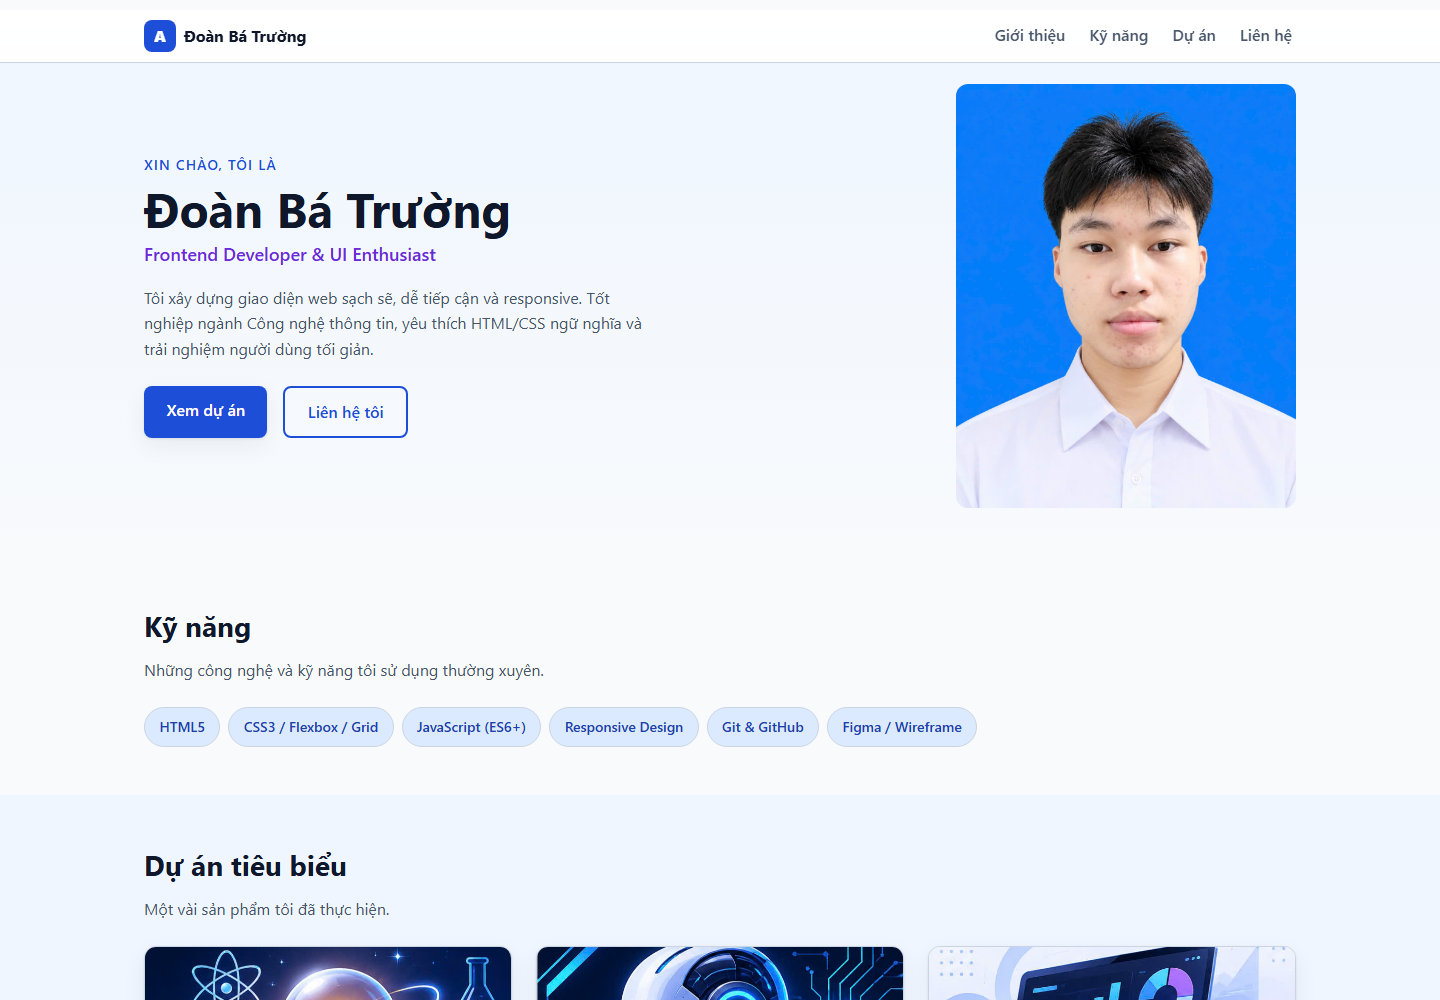 A Đoàn Bá Trường
Giới thiệu Kỹ năng Dự án Liên hệ
XIN CHÀO, TÔI LÀ
Đoàn Bá Trường
Frontend Developer & UI Enthusiast
Tôi xây dựng giao diện web sạch sẽ, dễ tiếp cận và responsive. Tốt
nghiệp ngành Công nghệ thông tin, yêu thích HTML/CSS ngữ nghĩa và
trải nghiệm người dùng tối giản.
Xem dự án
Liên hệ tôi
Kỹ năng
Những công nghệ và kỹ năng tôi sử dụng thường xuyên.
HTML5
CSS3 / Flexbox / Grid
JavaScript (ES6+)
Responsive Design
Git & GitHub
Figma / Wireframe
Dự án tiêu biểu
Một vài sản phẩm tôi đã thực hiện.